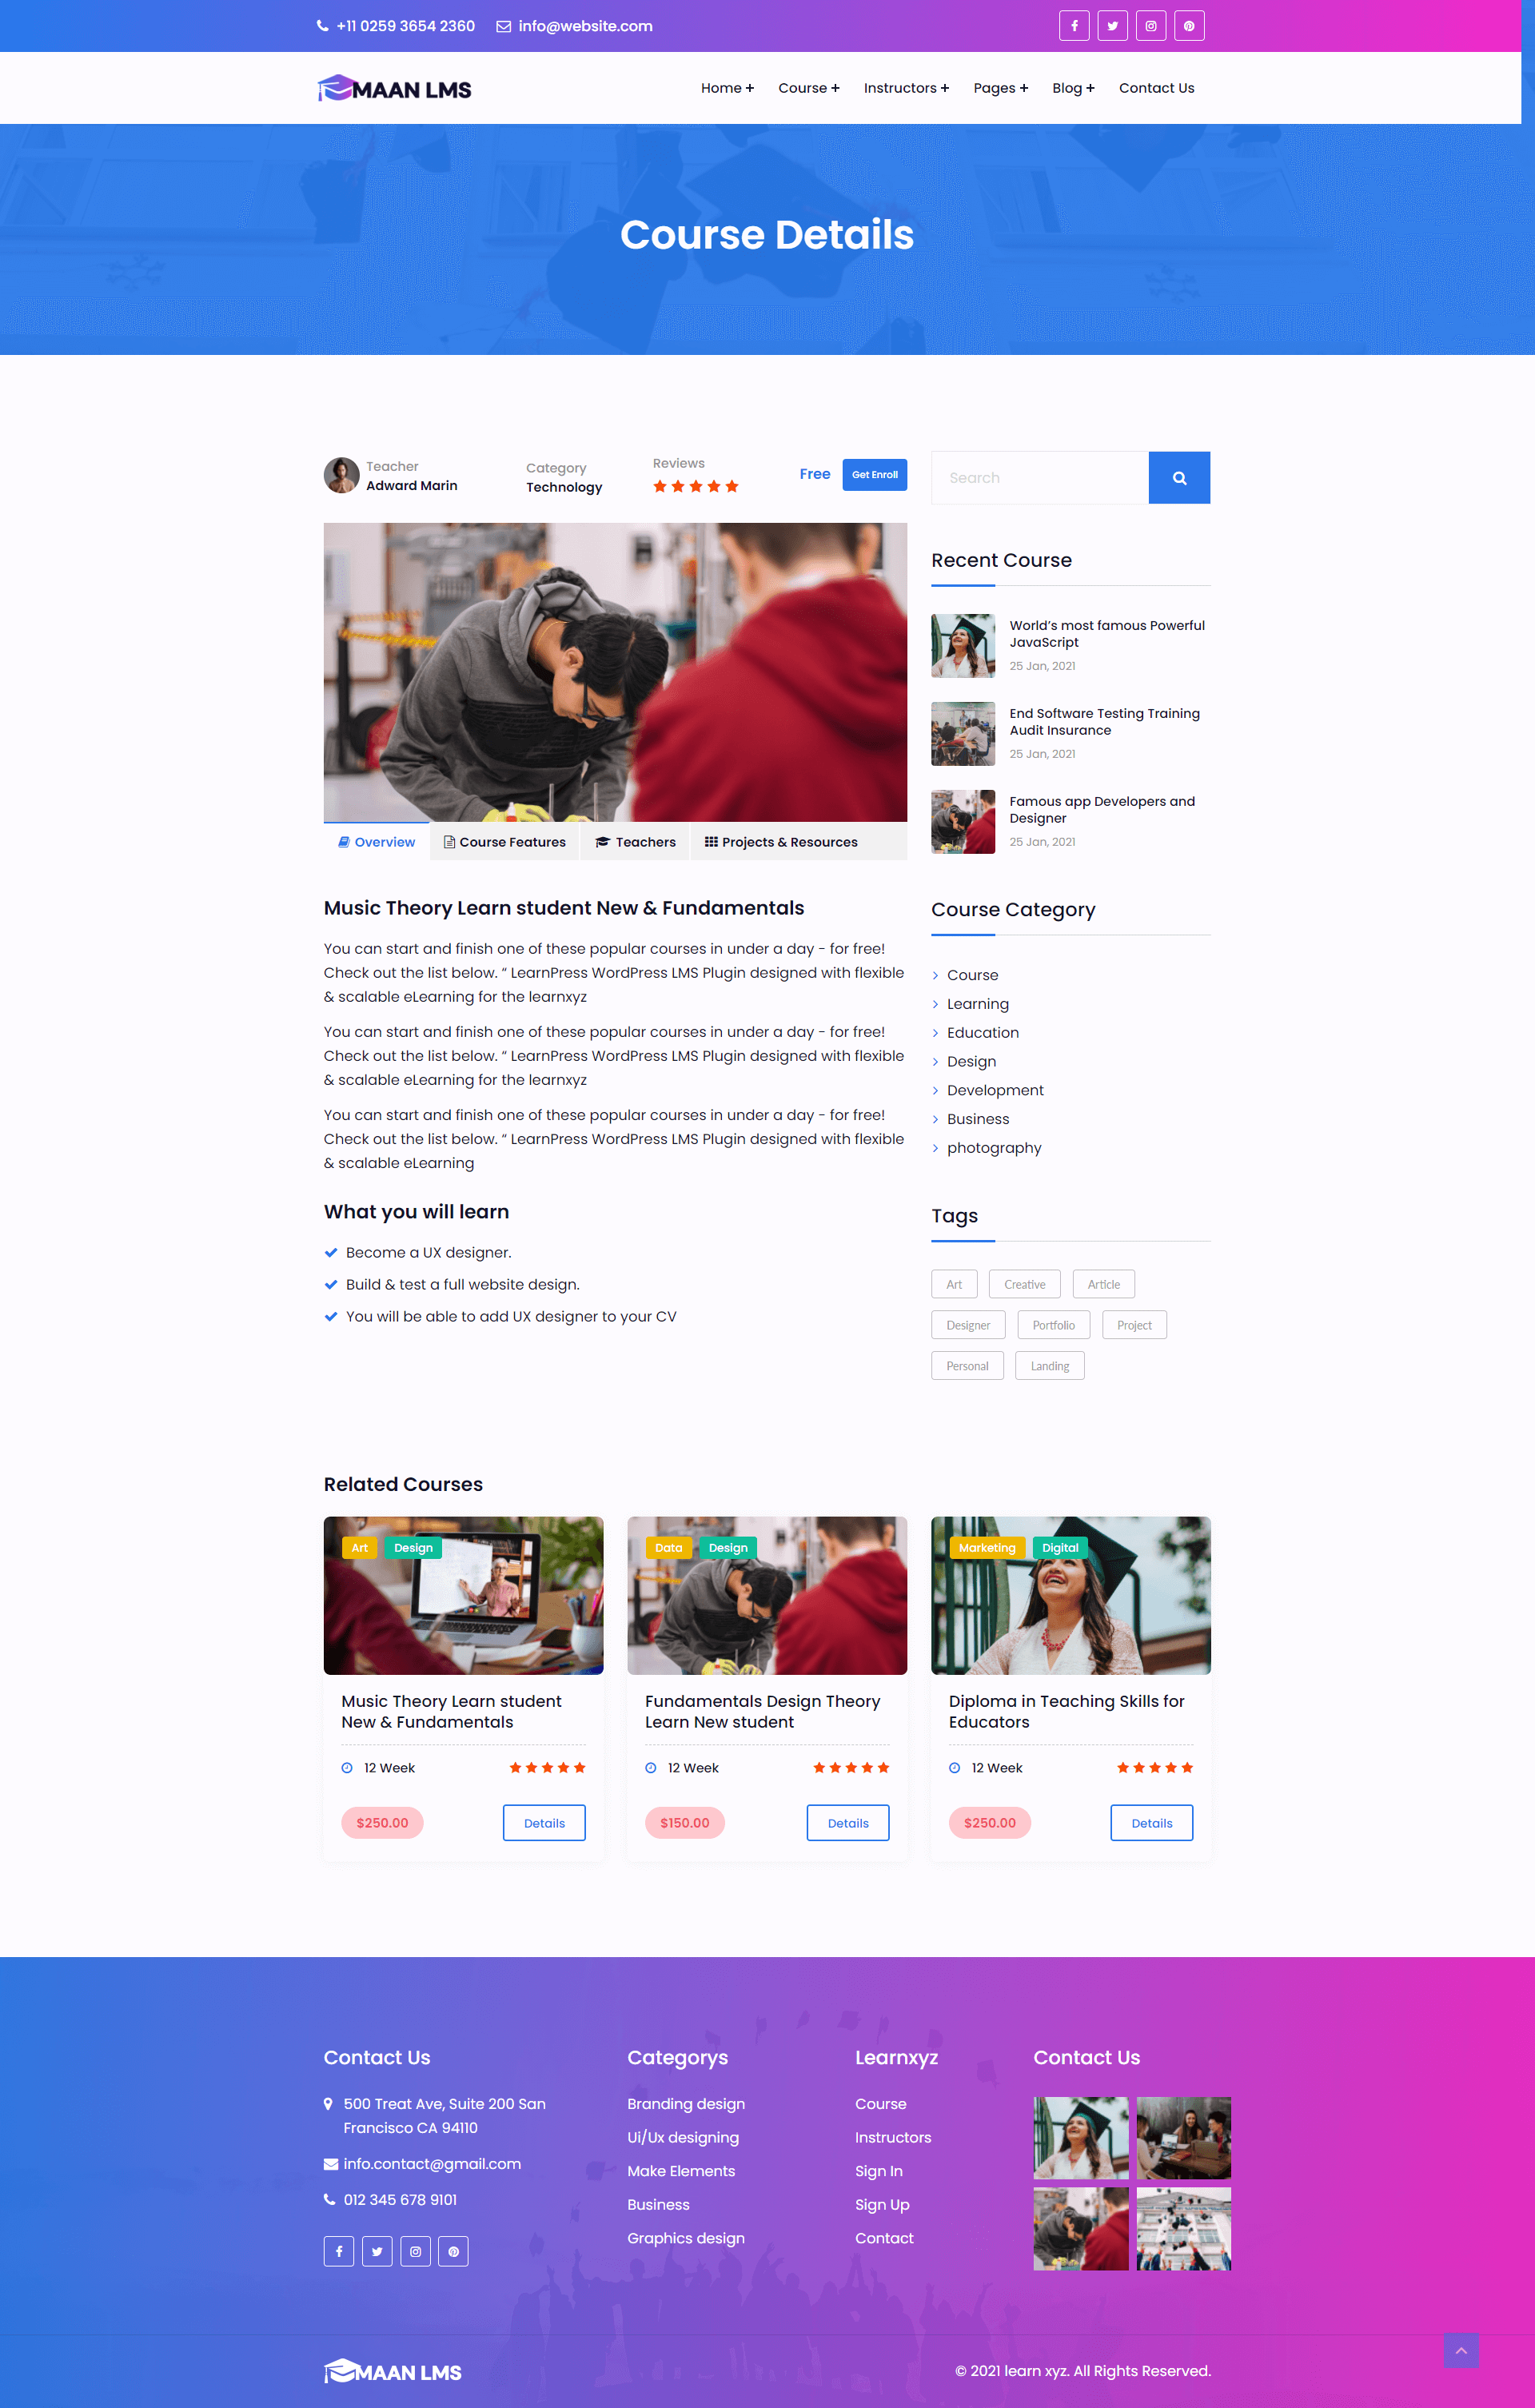 +11 0259 3654 2360
info@website.com
MAAN LMS
Home
Course
Instructors
Pages
Blog
Contact Us
Course Details
Teacher
Adward Marin
Category
Technology
Reviews
Free
Get Enroll
Overview
Course Features
Teachers
Projects & Resources
Music Theory Learn student New & Fundamentals
You can start and finish one of these popular courses in under a day - for free!
Check out the list below. “ LearnPress WordPress LMS Plugin designed with flexible
& scalable eLearning for the learnxyz
You can start and finish one of these popular courses in under a day - for free!
Check out the list below. “ LearnPress WordPress LMS Plugin designed with flexible
& scalable eLearning for the learnxyz
You can start and finish one of these popular courses in under a day - for free!
Check out the list below. “ LearnPress WordPress LMS Plugin designed with flexible
& scalable eLearning
What you will learn
Become a UX designer.
Build & test a full website design.
You will be able to add UX designer to your CV
Search
Recent Course
World’s most famous Powerful
JavaScript
25 Jan, 2021
End Software Testing Training
Audit Insurance
25 Jan, 2021
Famous app Developers and
Designer
25 Jan, 2021
Course Category
Course
Learning
Education
Design
Development
Business
photography
Tags
Art
Creative
Article
Designer
Portfolio
Project
Personal
Landing
Related Courses
Art
Design
Music Theory Learn student
New & Fundamentals
12 Week
$250.00
Details
Data
Design
Fundamentals Design Theory
Learn New student
12 Week
$150.00
Details
Marketing
Digital
Diploma in Teaching Skills for
Educators
12 Week
$250.00
Details
Contact Us
500 Treat Ave, Suite 200 San
Francisco CA 94110
info.contact@gmail.com
012 345 678 9101
Categorys
Branding design
Ui/Ux designing
Make Elements
Business
Graphics design
Learnxyz
Course
Instructors
Sign In
Sign Up
Contact
Contact Us
MAAN LMS
© 2021 learn xyz. All Rights Reserved.